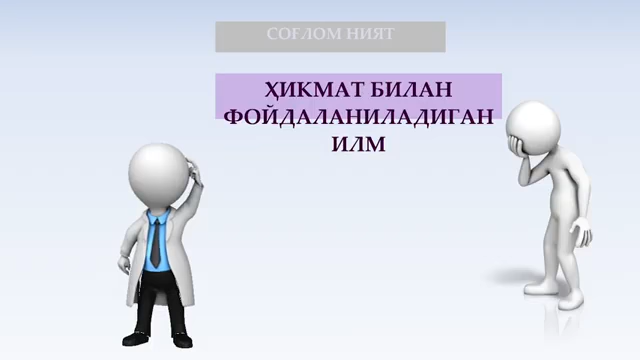 СОҒЛОМ НИЯТ
ҲИКМАТ БИЛАН
ФОЙДАЛАНИЛАДИГАН
ИЛМ